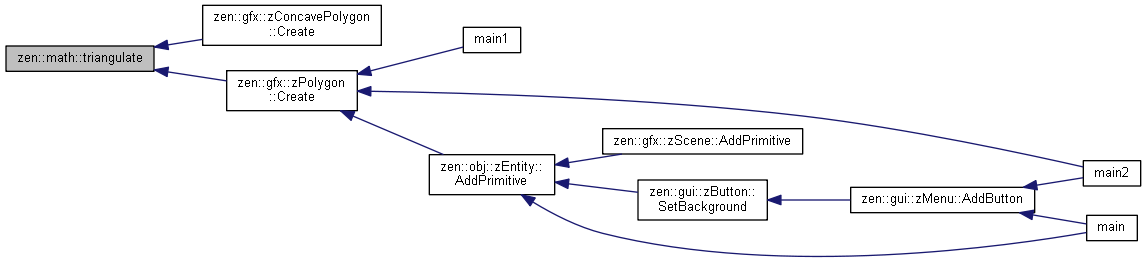 zen::math::triangulate
zen::gfx::zConcavePolygon
::Create
zen::gfx::zPolygon
::Create
main1
zen::obj::zEntity::
AddPrimitive
zen::gfx::zScene::AddPrimitive
zen::gui::zButton::
SetBackground
zen::gui::zMenu::AddButton
main2
main